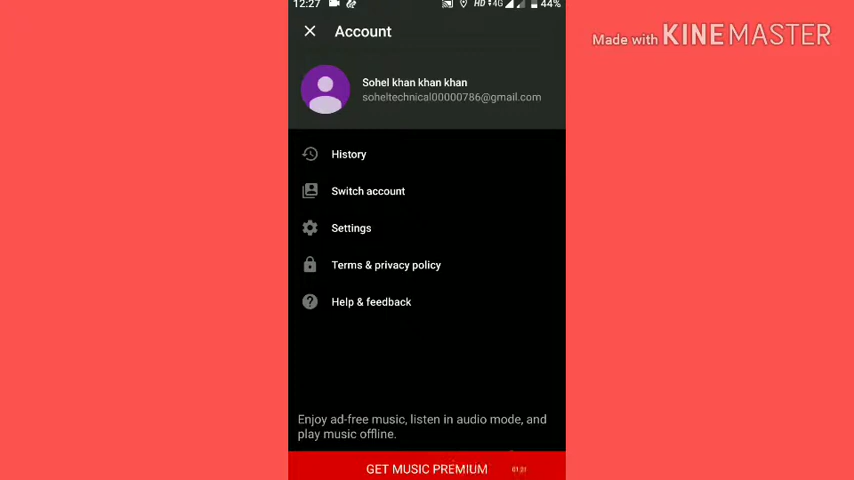 12:27 HD 4G 44%
Made with KINEMASTER
Account
Sohel khan khan khan
soheltechnical00000786@gmail.com
History
Switch account
Settings
Terms & privacy policy
Help & feedback
Enjoy ad-free music, listen in audio mode, and
play music offline.
GET MUSIC PREMIUM